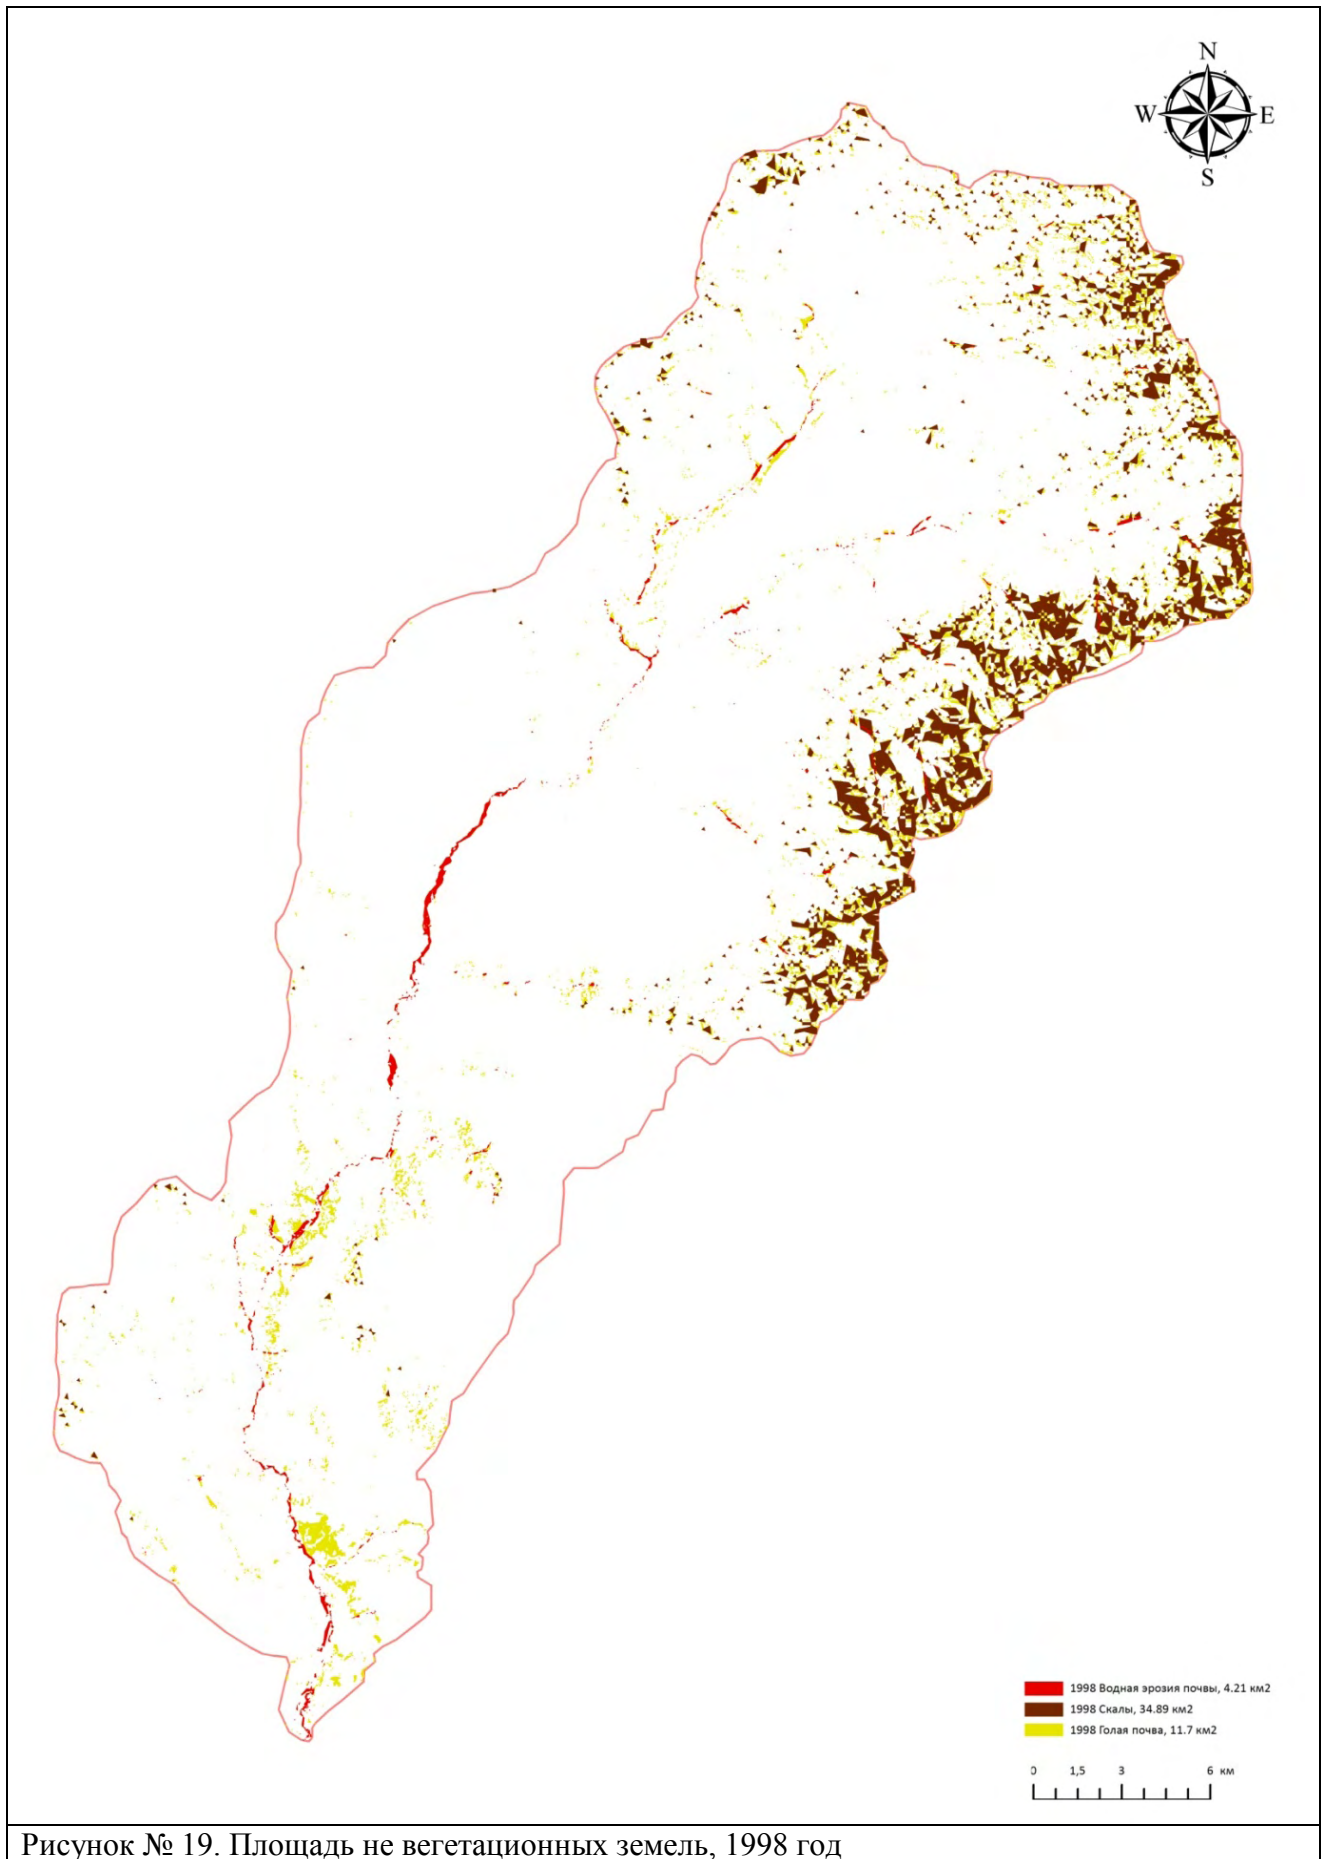 N
W E
S
1998 Водная эрозия почвы, 4.21 км2
1998 Скалы, 34.89 км2
1998 Голая почва, 11.7 км2
0 1,5 3 6 км
Рисунок № 19. Площадь не вегетационных земель, 1998 год